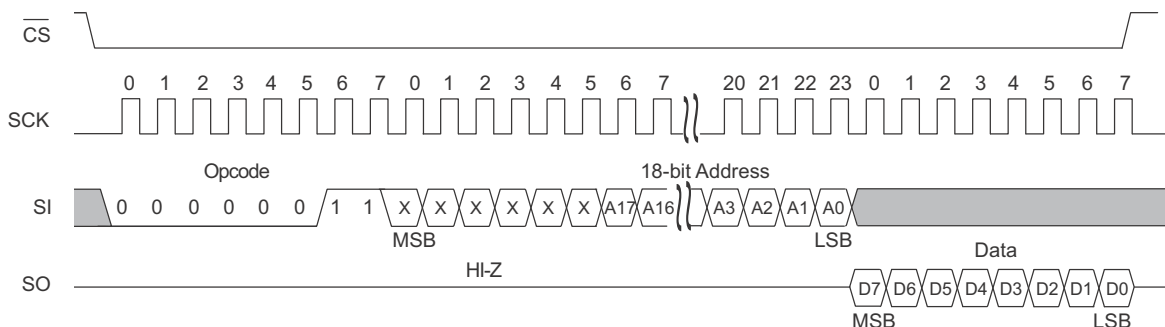 CS
0 1 2 3 4 5 6 7 0 1 2 3 4 5 6 7 20 21 22 23 0 1 2 3 4 5 6 7
SCK
Opcode 18-bit Address
SI 0 0 0 0 0 0 1 1 X X X X X X A17 A16 A3 A2 A1 A0
MSB LSB Data
HI-Z
SO D7 D6 D5 D4 D3 D2 D1 D0
MSB LSB